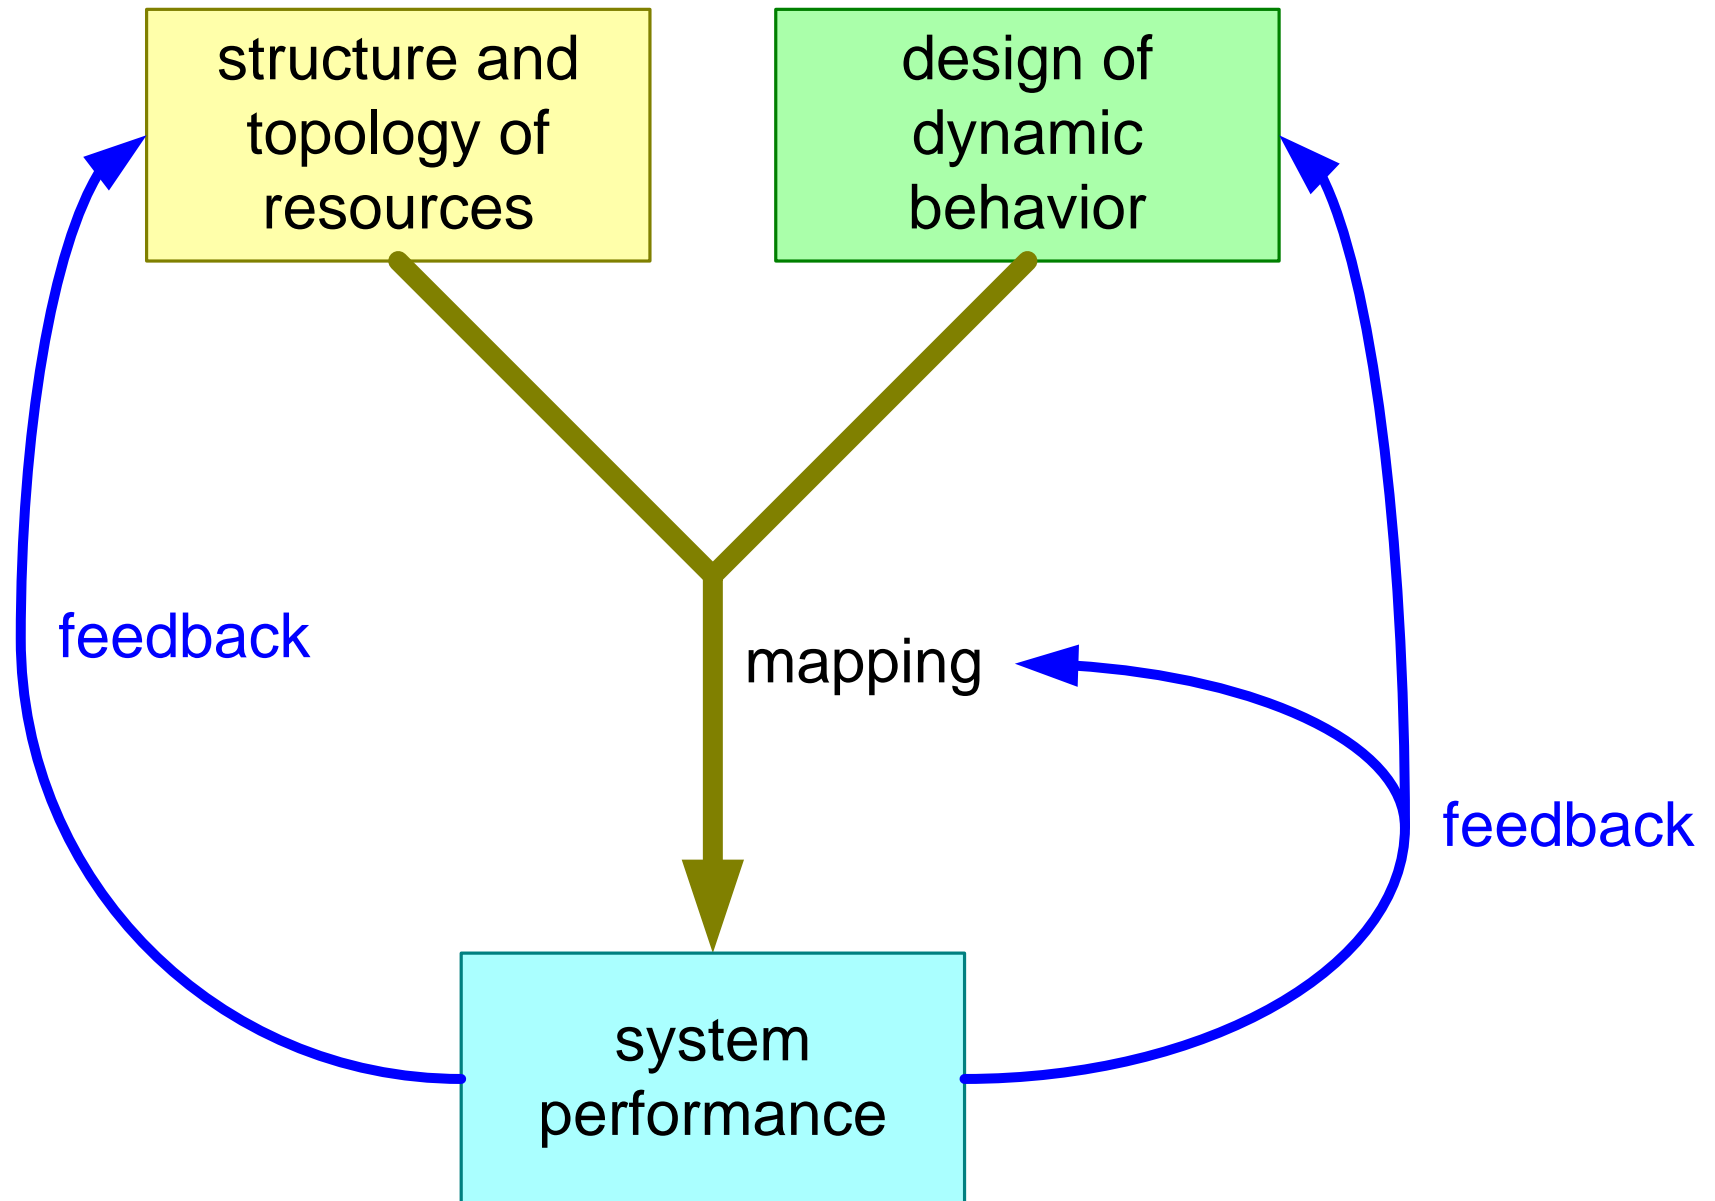 structure and
topology of
resources
design of
dynamic
behavior
feedback
mapping
feedback
system
performance